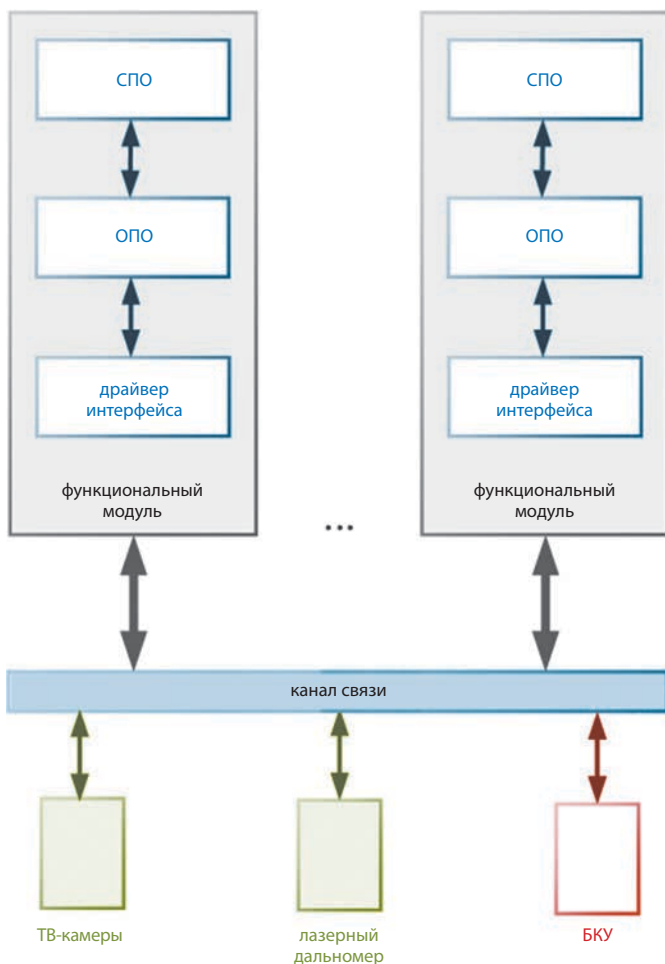 СПО
СПО
ОПО
ОПО
драйвер
интерфейса
драйвер
интерфейса
функциональный
модуль
...
функциональный
модуль
канал связи
ТВ-камеры
лазерный
дальномер
БКУ